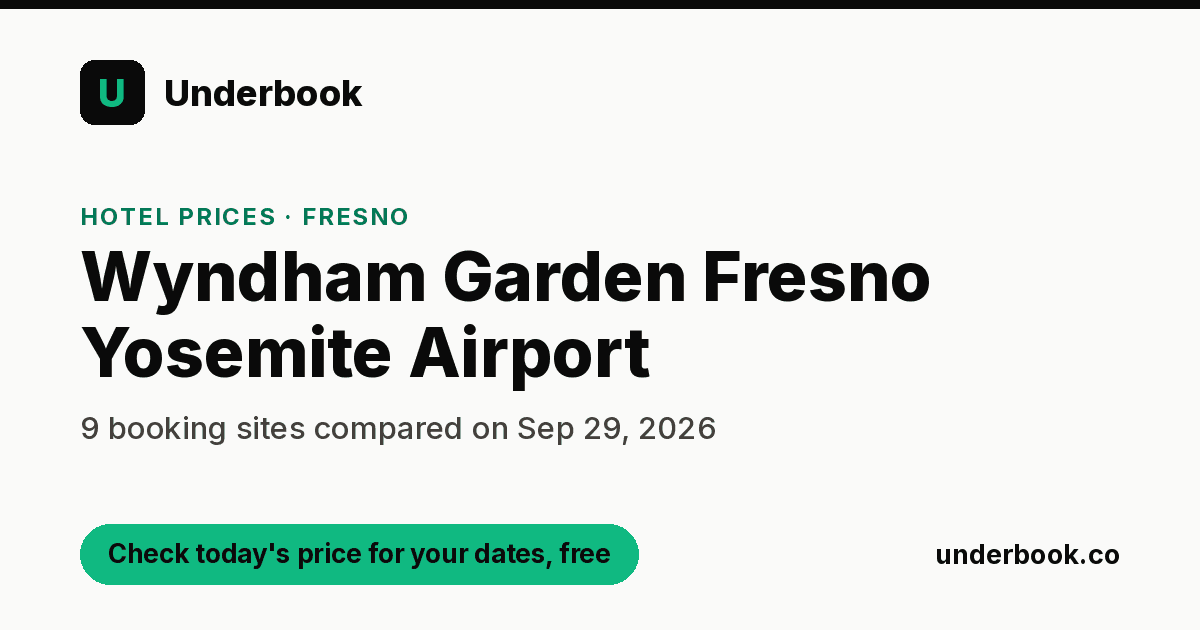 U
Underbook
HOTEL PRICES · FRESNO
Wyndham Garden Fresno
Yosemite Airport
9 booking sites compared on Sep 29, 2026
Check today's price for your dates, free
underbook.co